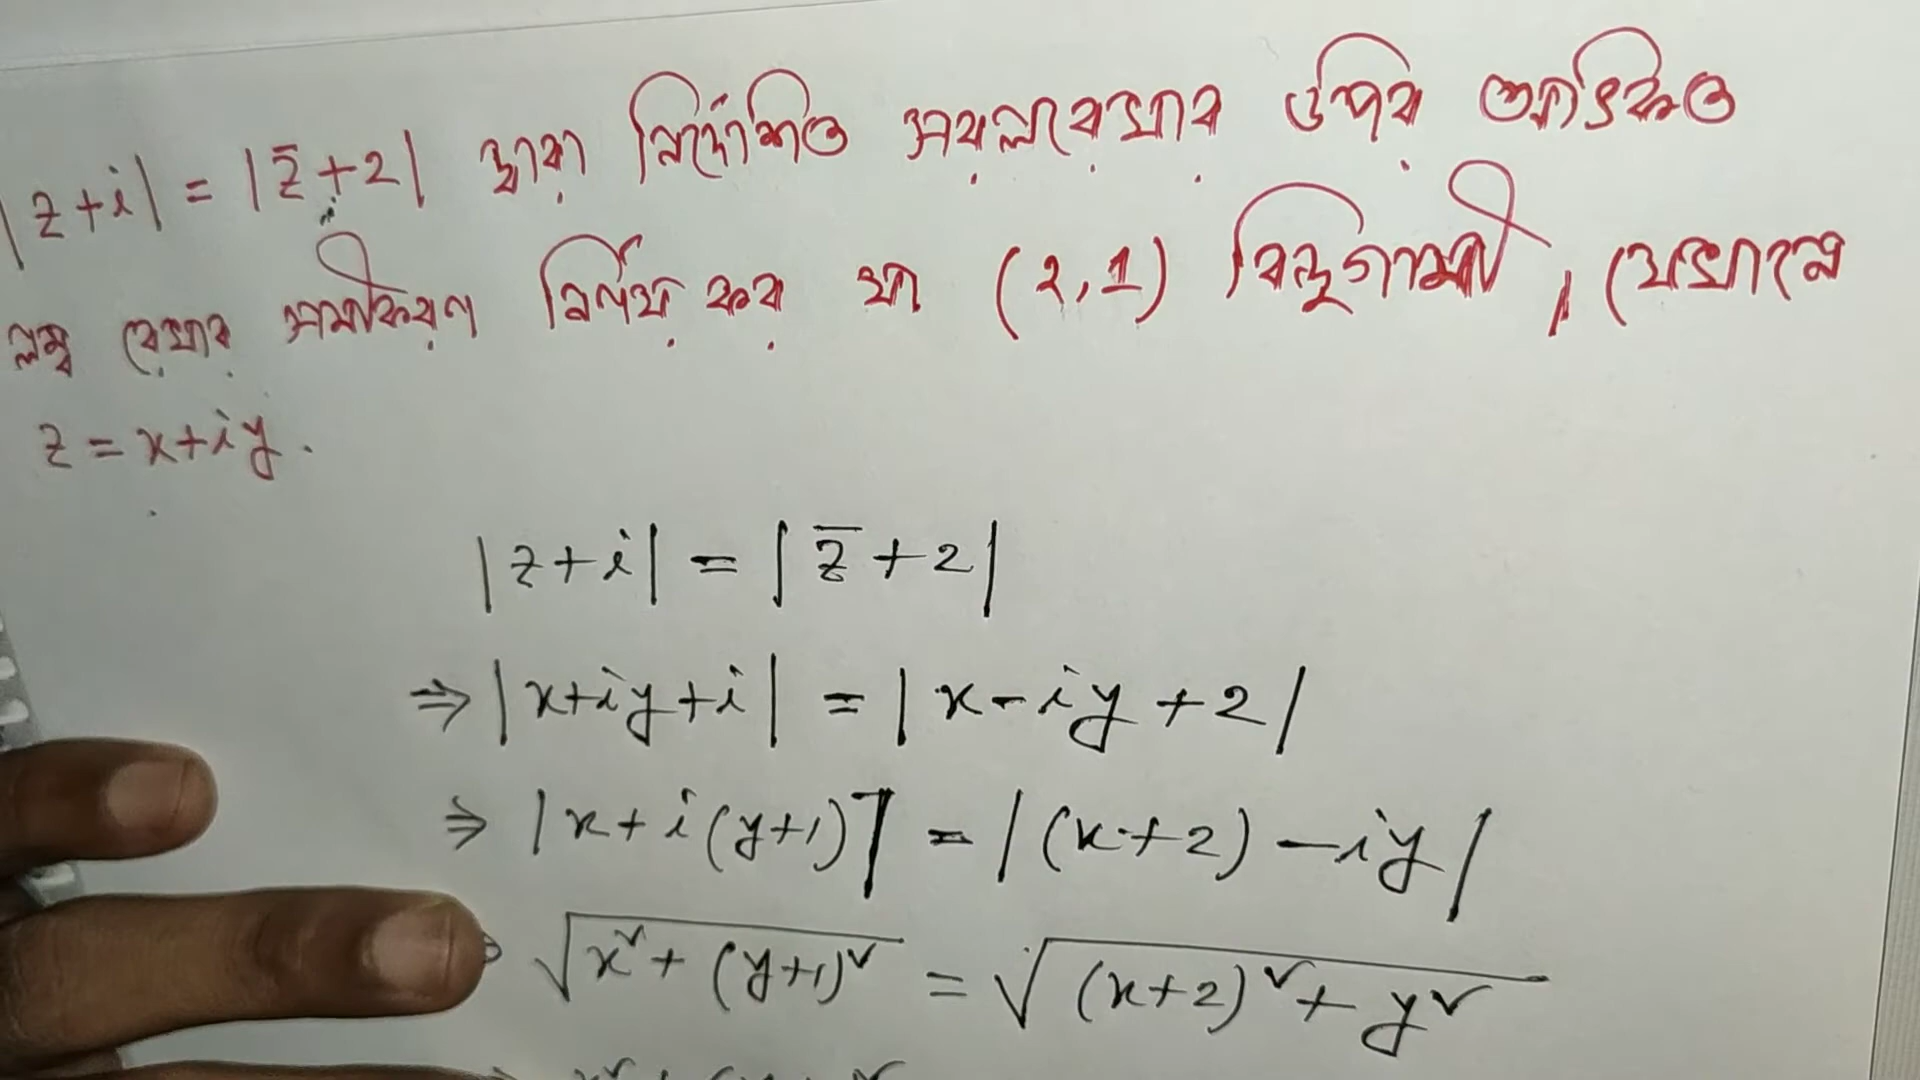 |z+i| = |z̅+2| দ্বারা নির্দেশিত সরলরেখার উপর অংকিত
লম্ব রেখার সমীকরণ নির্ণয় কর যা (2,1) বিন্দুগামী, যেখানে
z = x+iy.
|z+i| = |z̅+2|
⇒ |x+iy+i| = |x-iy+2|
⇒ |x+i(y+1)| = |(x+2)-iy|
√x²+(y+1)² = √(x+2)²+y²